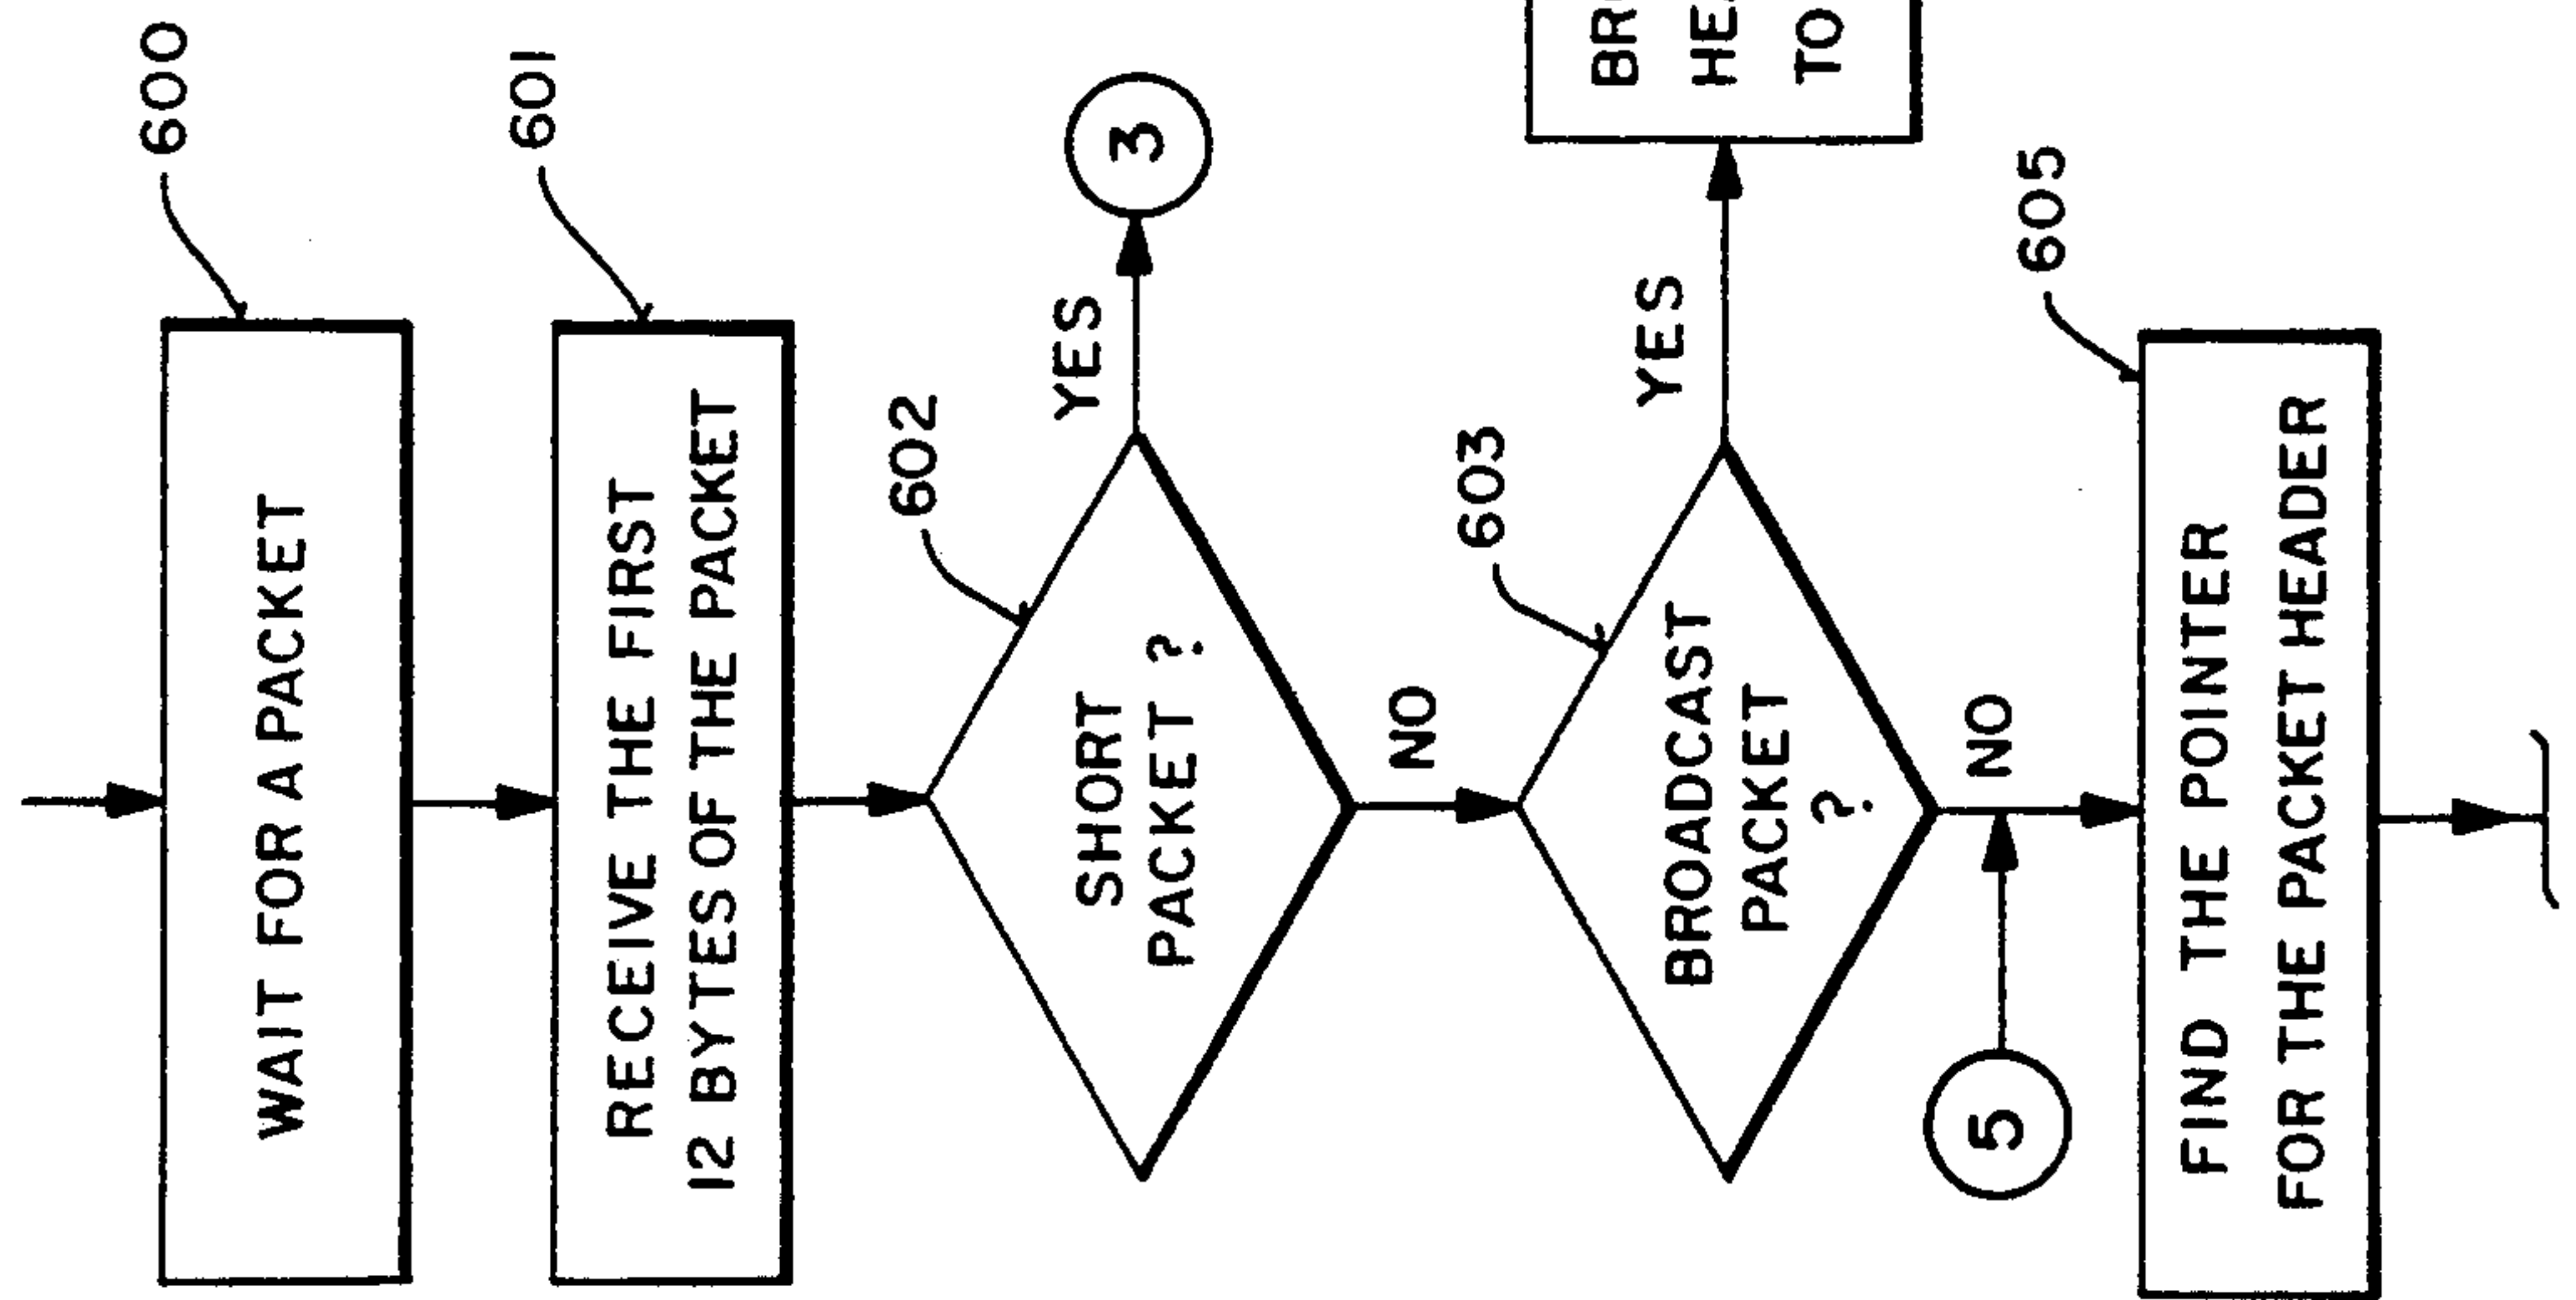 600
WAIT FOR A PACKET
601
RECEIVE THE FIRST
12 BYTES OF THE PACKET
602
SHORT
PACKET ?
YES
3
NO
603
BROADCAST
PACKET
?
YES
TO
NO
5
605
FIND THE POINTER
FOR THE PACKET HEADER